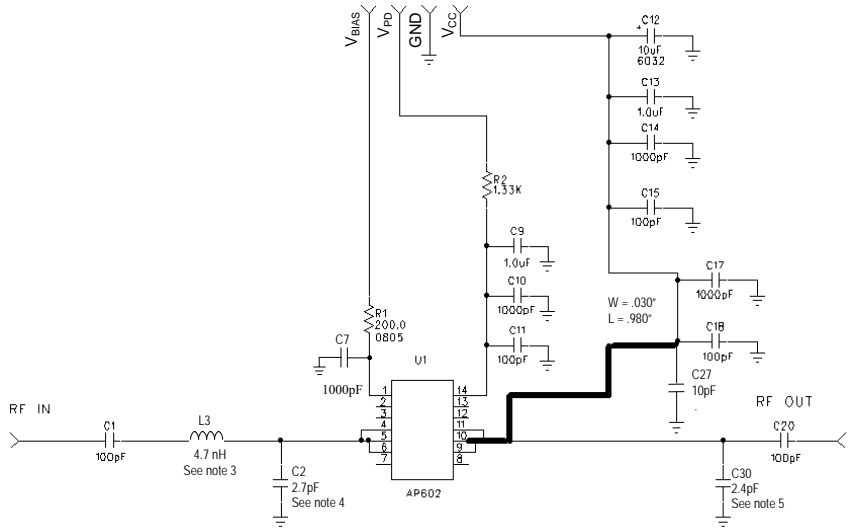 VBIAS
VPD
GND
VCC
C12
+
10uF
6032
C13
1.0uF
C14
1000pF
C15
100pF
R2
1.33K
C9
1.0uF
C10
1000pF
C11
100pF
C17
1000pF
W = .030"
L = .980"
C18
100pF
C27
10pF
R1
200.0
0805
C7
1000pF
U1
1
2
3
4
5
6
7
14
13
12
11
10
9
8
AP602
RF IN
C1
100pF
L3
4.7 nH
See note 3
C2
2.7pF
See note 4
RF OUT
C20
100pF
C30
2.4pF
See note 5